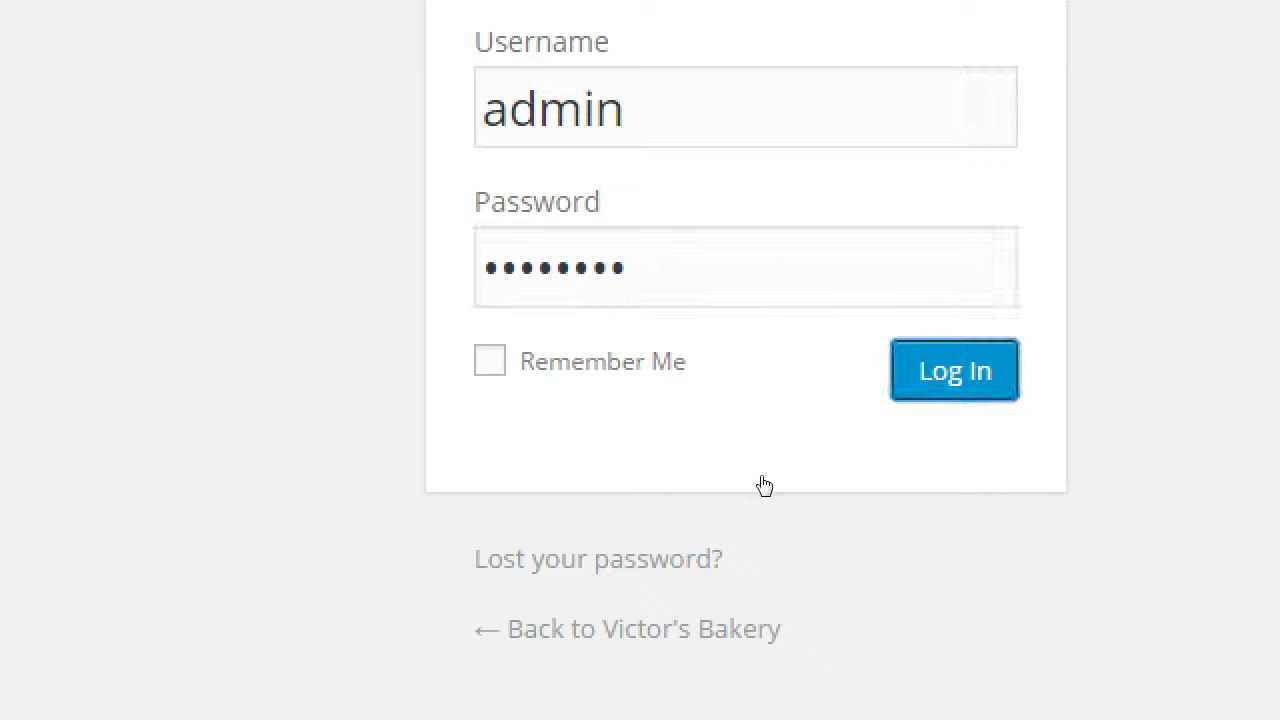 Username
admin
Password
••••••••
Remember Me
Log In
Lost your password?
← Back to Victor's Bakery